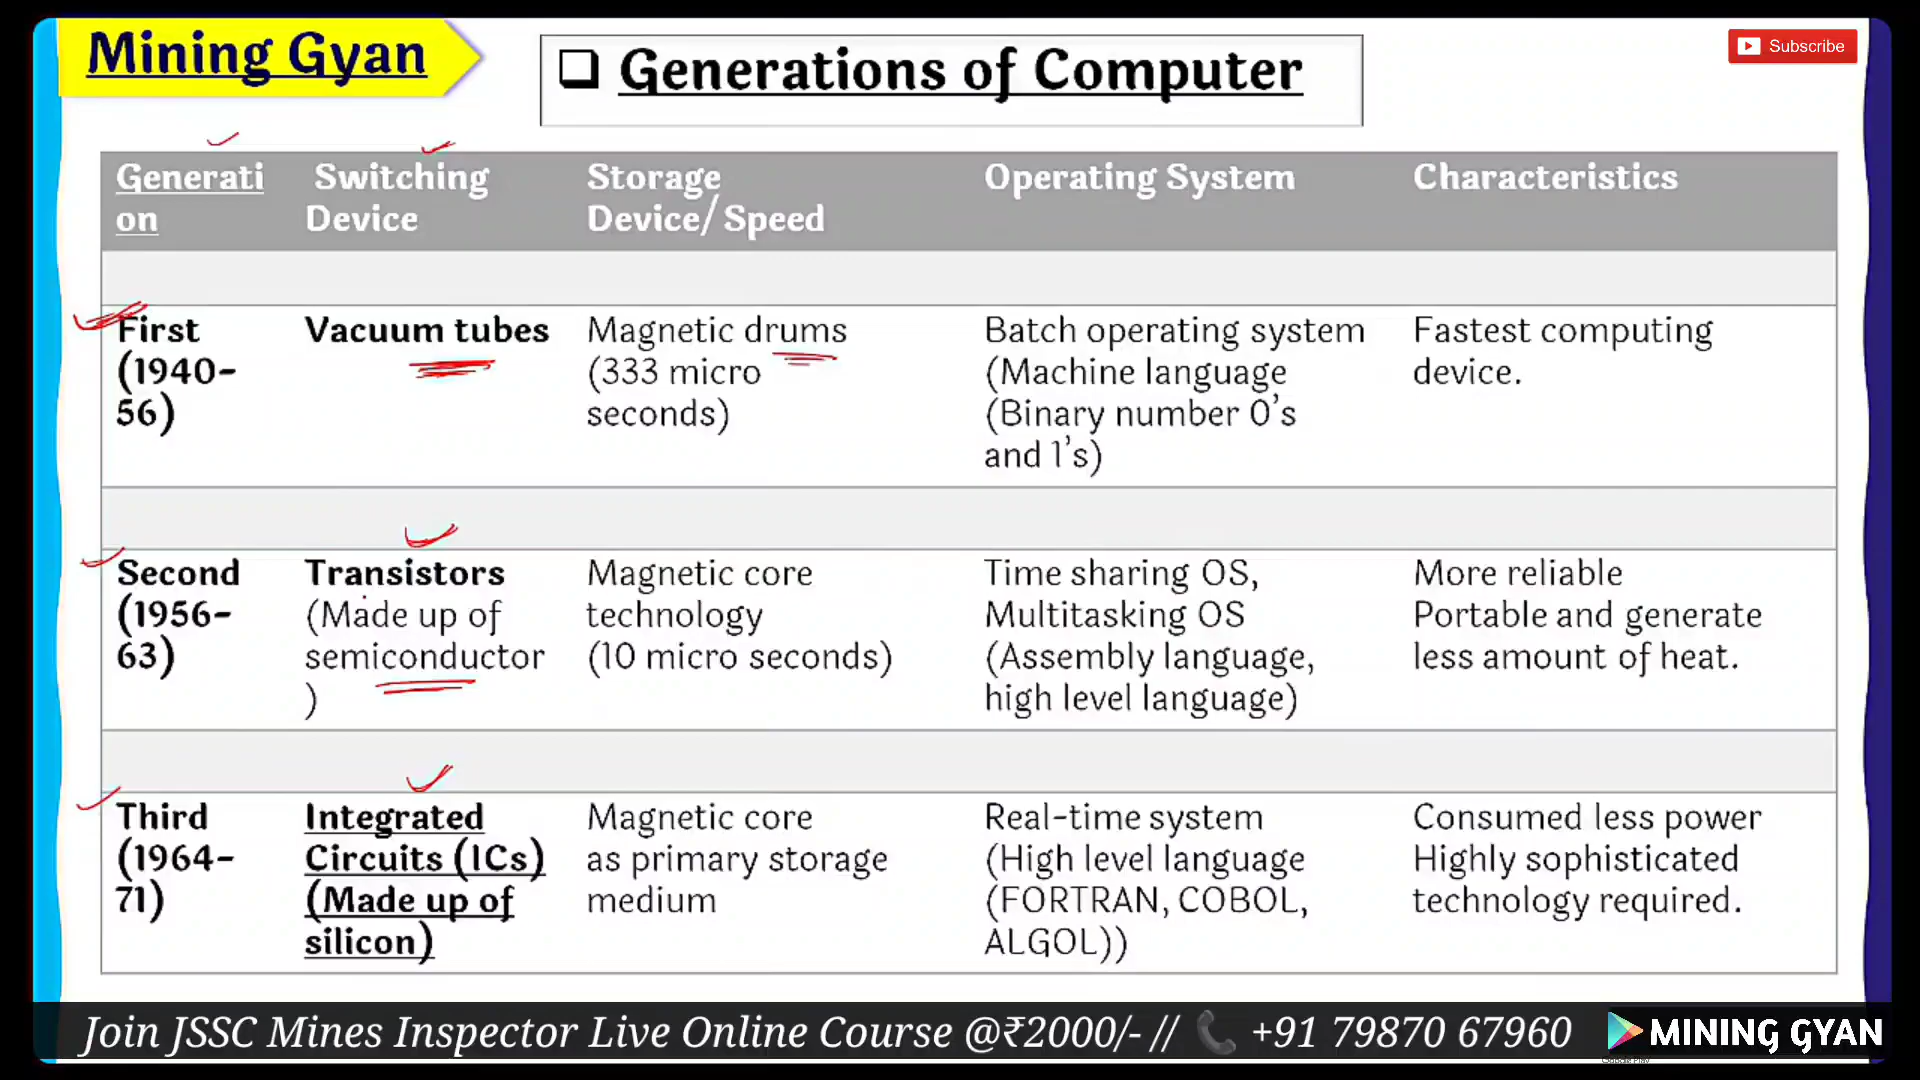 Mining Gyan
Generations of Computer
Subscribe
Generati
on
Switching
Device
Storage
Device/ Speed
Operating System
Characteristics
First
(1940-
56)
Vacuum tubes
Magnetic drums
(333 micro
seconds)
Batch operating system
(Machine language
(Binary number 0's
and 1's)
Fastest computing
device.
Second
(1956-
63)
Transistors
(Made up of
semiconductor
)
Magnetic core
technology
(10 micro seconds)
Time sharing OS,
Multitasking OS
(Assembly language,
high level language)
More reliable
Portable and generate
less amount of heat.
Third
(1964-
71)
Integrated
Circuits (ICs)
(Made up of
silicon)
Magnetic core
as primary storage
medium
Real-time system
(High level language
(FORTRAN, COBOL,
ALGOL))
Consumed less power
Highly sophisticated
technology required.
Join JSSC Mines Inspector Live Online Course @₹2000/- // 📞 +91 79870 67960
MINING GYAN
Google Play